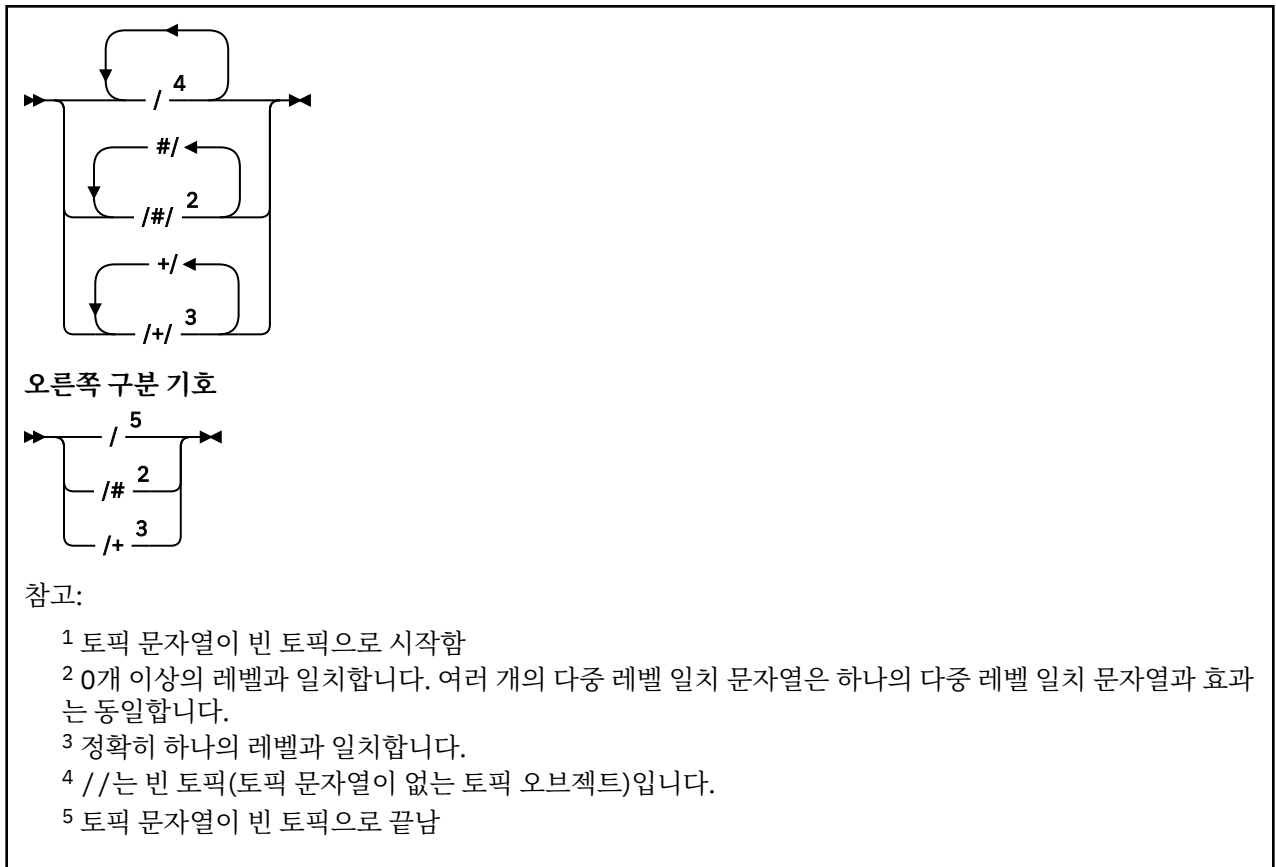 / 4
#/
/#/ 2
+/
/+/ 3
오른쪽 구분 기호
/ 5
/# 2
/+ 3
참고:
1 토픽 문자열이 빈 토픽으로 시작함
2 0개 이상의 레벨과 일치합니다. 여러 개의 다중 레벨 일치 문자열은 하나의 다중 레벨 일치 문자열과 효과
는 동일합니다.
3 정확히 하나의 레벨과 일치합니다.
4 //는 빈 토픽(토픽 문자열이 없는 토픽 오브젝트)입니다.
5 토픽 문자열이 빈 토픽으로 끝남